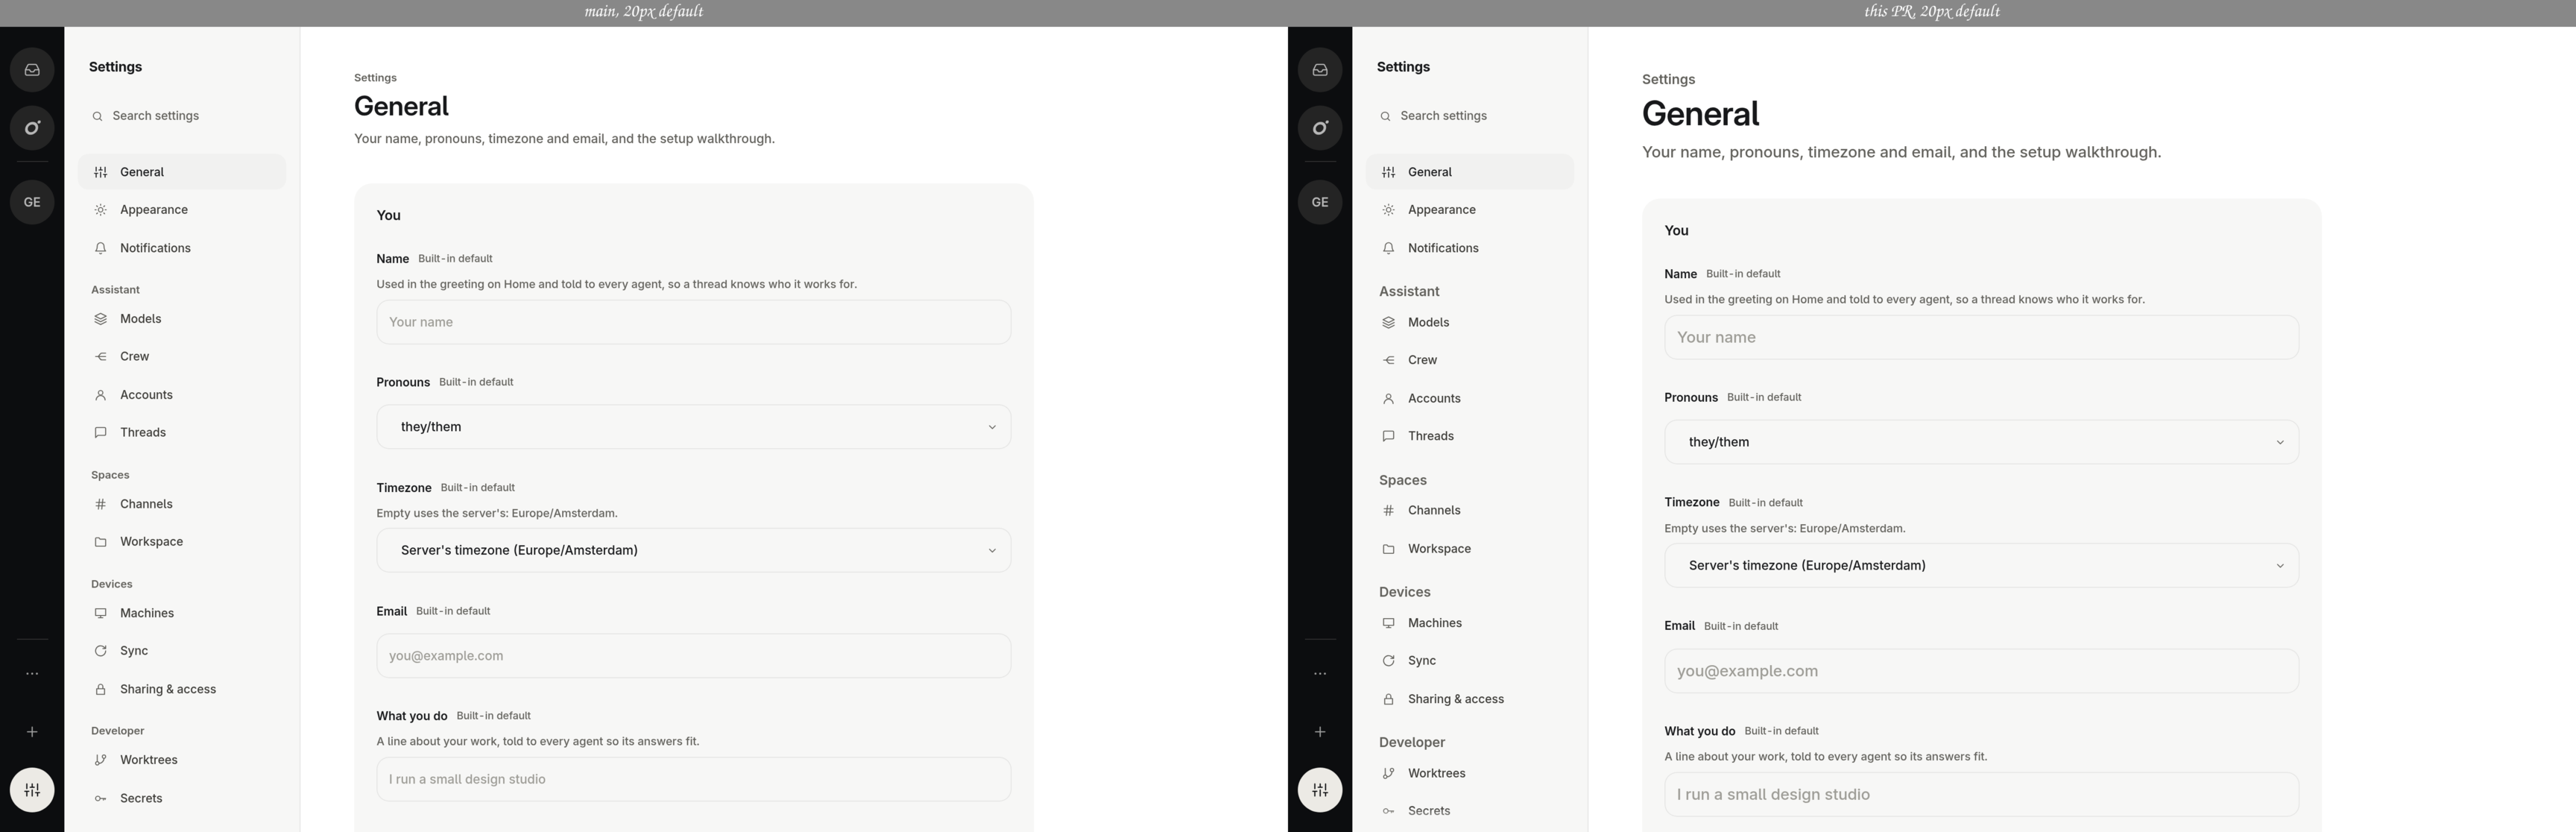 main, 20px default
Settings
Search settings
General
Appearance
Notifications
Assistant
Models
Crew
Accounts
Threads
Spaces
Channels
Workspace
Devices
Machines
Sync
Sharing & access
Developer
Worktrees
Secrets
GE
Settings
General
Your name, pronouns, timezone and email, and the setup walkthrough.
You
Name Built-in default
Used in the greeting on Home and told to every agent, so a thread knows who it works for.
Your name
Pronouns Built-in default
they/them
Timezone Built-in default
Empty uses the server's: Europe/Amsterdam.
Server's timezone (Europe/Amsterdam)
Email Built-in default
you@example.com
What you do Built-in default
A line about your work, told to every agent so its answers fit.
I run a small design studio
this PR, 20px default
Settings
Search settings
General
Appearance
Notifications
Assistant
Models
Crew
Accounts
Threads
Spaces
Channels
Workspace
Devices
Machines
Sync
Sharing & access
Developer
Worktrees
Secrets
GE
Settings
General
Your name, pronouns, timezone and email, and the setup walkthrough.
You
Name Built-in default
Used in the greeting on Home and told to every agent, so a thread knows who it works for.
Your name
Pronouns Built-in default
they/them
Timezone Built-in default
Empty uses the server's: Europe/Amsterdam.
Server's timezone (Europe/Amsterdam)
Email Built-in default
you@example.com
What you do Built-in default
A line about your work, told to every agent so its answers fit.
I run a small design studio